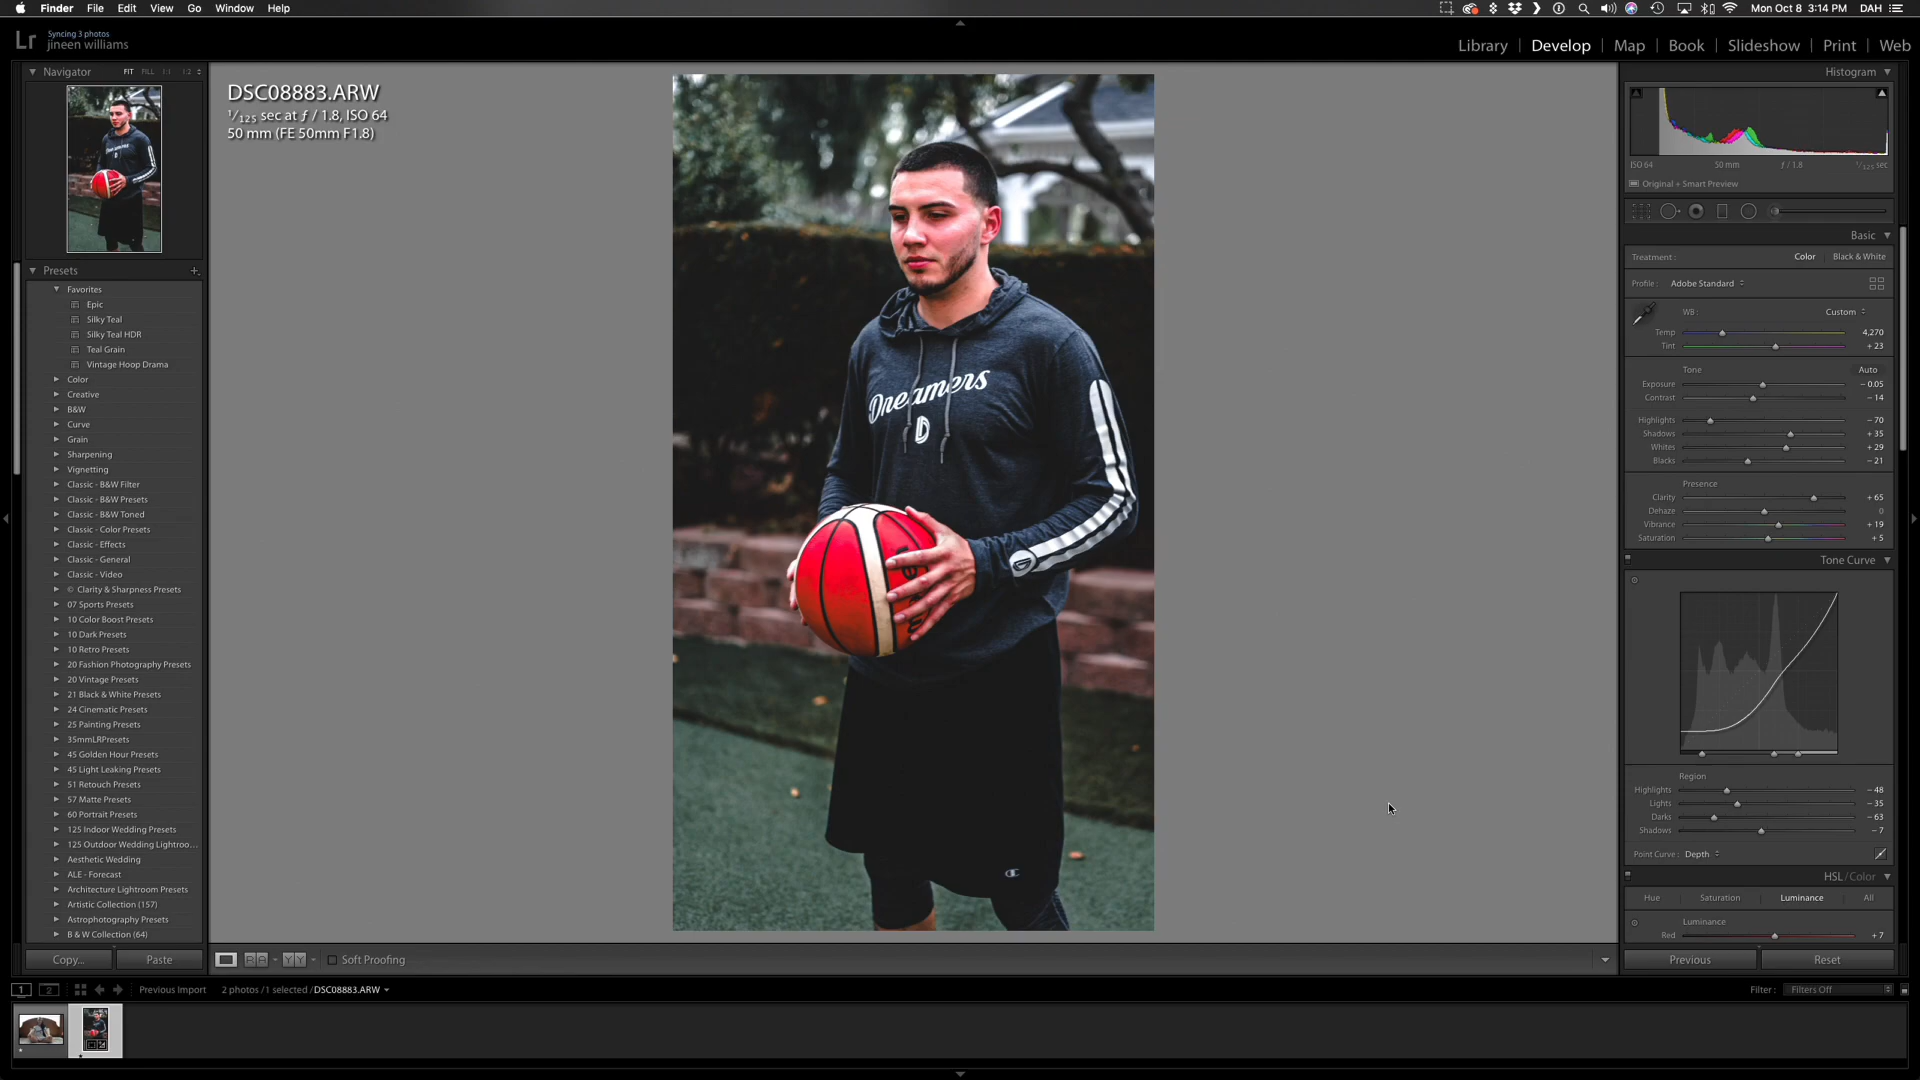 Finder File Edit View Go Window Help
Mon Oct 8 3:14 PM DAH
Lr Syncing 3 photos
jineen williams
Library | Develop | Map | Book | Slideshow | Print | Web
Navigator FIT FILL 1:1 1:2
Presets +
Favorites
Epic
Silky Teal
Silky Teal HDR
Teal Grain
Vintage Hoop Drama
Color
Creative
B&W
Curve
Grain
Sharpening
Vignetting
Classic - B&W Filter
Classic - B&W Presets
Classic - B&W Toned
Classic - Color Presets
Classic - Effects
Classic - General
Classic - Video
© Clarity & Sharpness Presets
07 Sports Presets
10 Color Boost Presets
10 Dark Presets
10 Retro Presets
20 Fashion Photography Presets
20 Vintage Presets
21 Black & White Presets
24 Cinematic Presets
25 Painting Presets
35mmLRPresets
45 Golden Hour Presets
45 Light Leaking Presets
51 Retouch Presets
57 Matte Presets
60 Portrait Presets
125 Indoor Wedding Presets
125 Outdoor Wedding Lightroo...
Aesthetic Wedding
ALE - Forecast
Architecture Lightroom Presets
Artistic Collection (157)
Astrophotography Presets
B & W Collection (64)
Copy... Paste
DSC08883.ARW
1/125 sec at ƒ / 1.8, ISO 64
50 mm (FE 50mm F1.8)
Dreamers
D
D
Histogram
ISO 64 50 mm ƒ / 1.8 1/125 sec
Original + Smart Preview
Basic
Treatment : Color Black & White
Profile : Adobe Standard
WB : Custom
Temp 4,270
Tint + 23
Tone Auto
Exposure − 0.05
Contrast − 14
Highlights − 70
Shadows + 35
Whites + 29
Blacks − 21
Presence
Clarity + 65
Dehaze 0
Vibrance + 19
Saturation + 5
Tone Curve
Region
Highlights − 48
Lights − 35
Darks − 63
Shadows − 7
Point Curve : Depth
HSL / Color
Hue Saturation Luminance All
Luminance
Red + 7
Previous Reset
R A Y Y Soft Proofing
1 2 Previous Import 2 photos / 1 selected / DSC08883.ARW
Filter : Filters Off